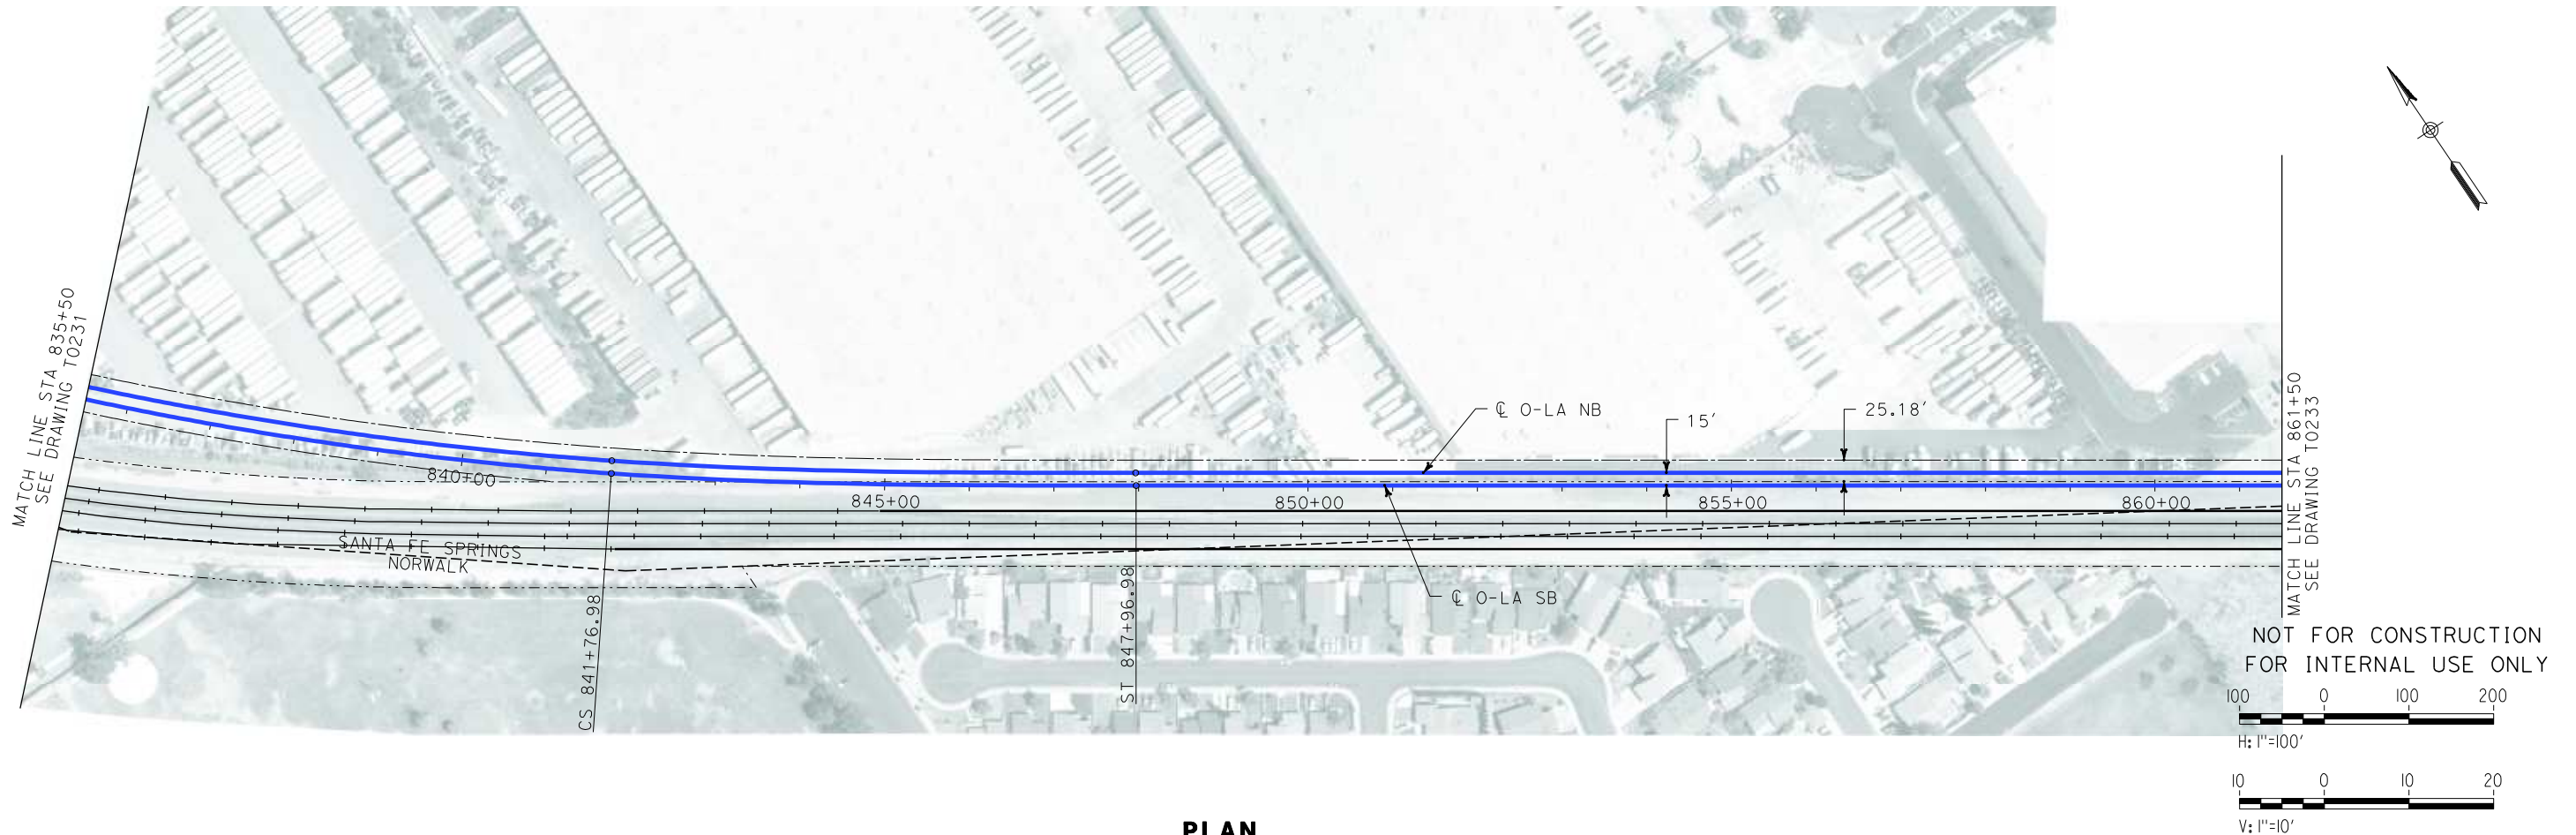 MATCH LINE STA 835+50
SEE DRAWING T0231
840+00
845+00
850+00
855+00
860+00
℄ O-LA NB
15'
25.18'
℄ O-LA SB
SANTA FE SPRINGS
NORWALK
CS 841+76.98
ST 847+96.98
MATCH LINE STA 861+50
SEE DRAWING T0233
NOT FOR CONSTRUCTION
FOR INTERNAL USE ONLY
100 0 100 200
H: 1"=100'
10 0 10 20
V: 1"=10'
PLAN